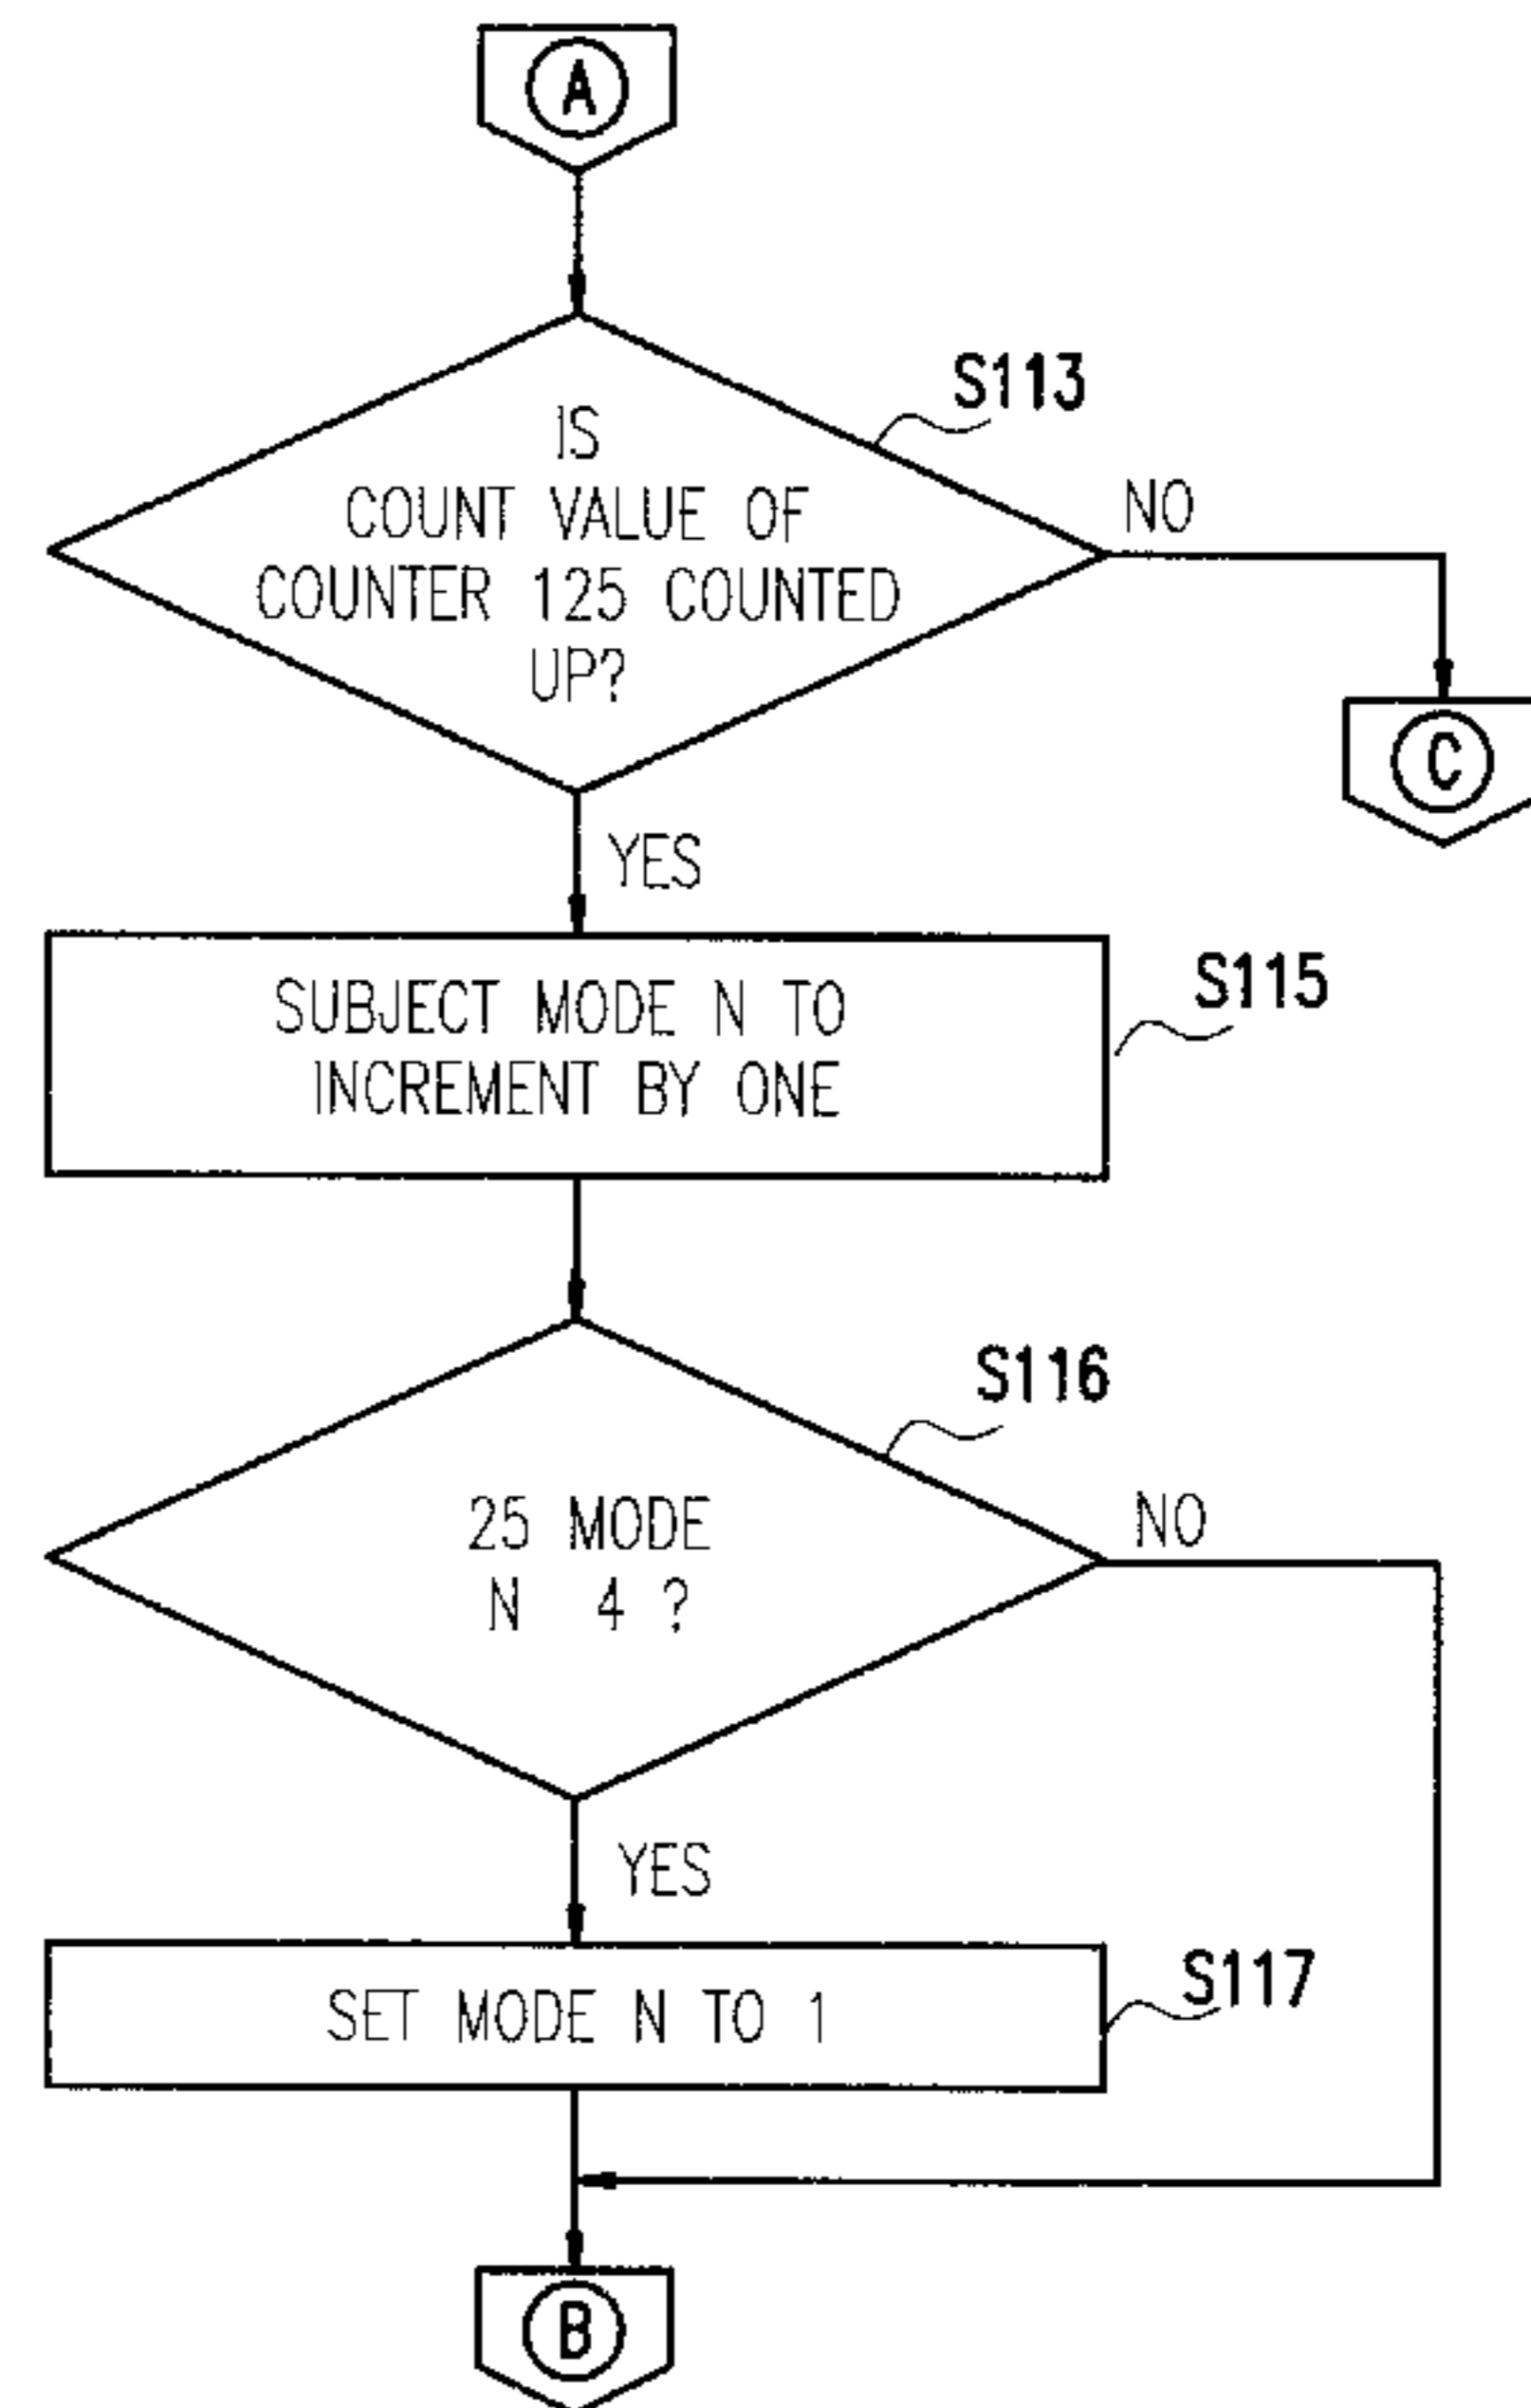 A
S113
IS
COUNT VALUE OF
COUNTER 125 COUNTED
UP?
NO
C
YES
S115
SUBJECT MODE N TO
INCREMENT BY ONE
S116
25 MODE
N 4 ?
NO
YES
S117
SET MODE N TO 1
B